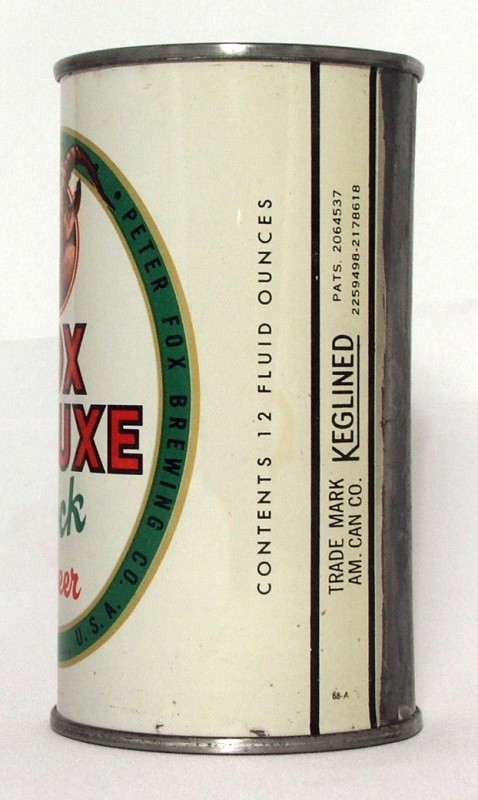 PETER FOX BREWING CO.
U.S.A.
OX
UXE
ck
eer
CONTENTS 12 FLUID OUNCES
TRADE MARK
AM. CAN CO.
KEGLINED
PATS. 2064537
2259498-2178618
68-A